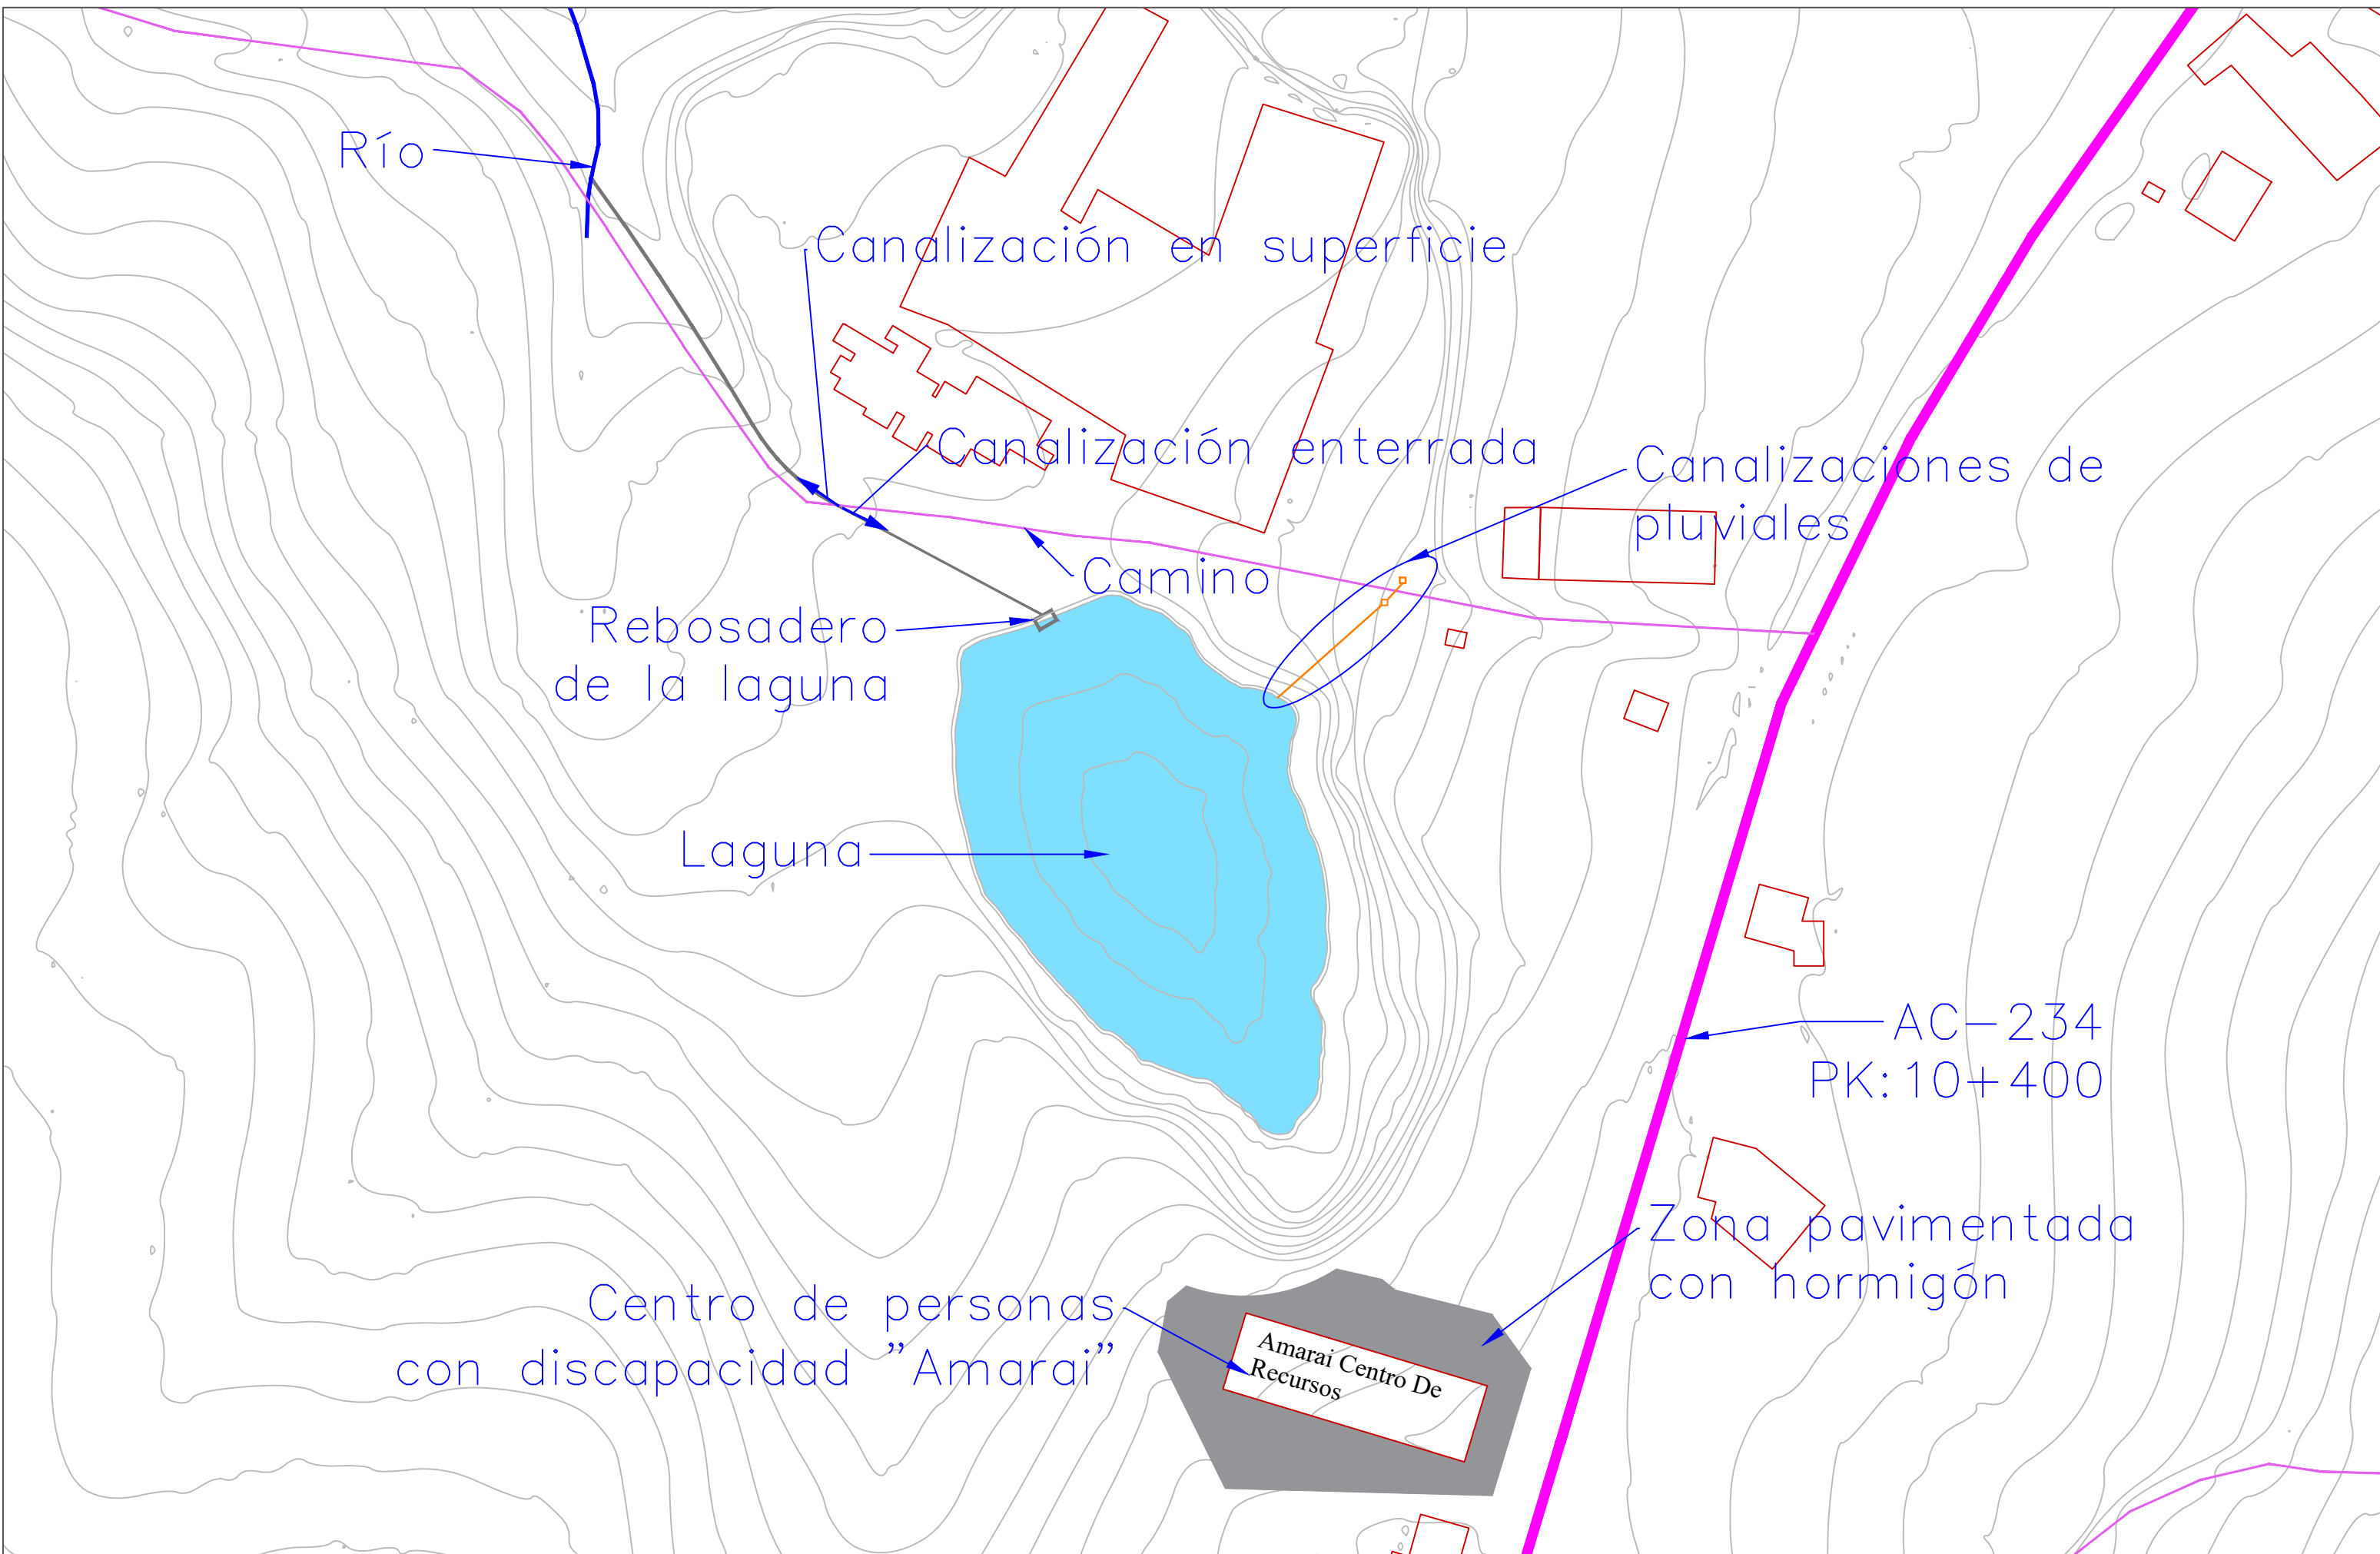 Río
Canalización en superficie
Canalización enterrada
Canalizaciones de
pluviales
Camino
Rebosadero
de la laguna
Laguna
AC-234
PK:10+400
Zona pavimentada
con hormigón
Centro de personas
con discapacidad "Amarai"
Amarai Centro De
Recursos